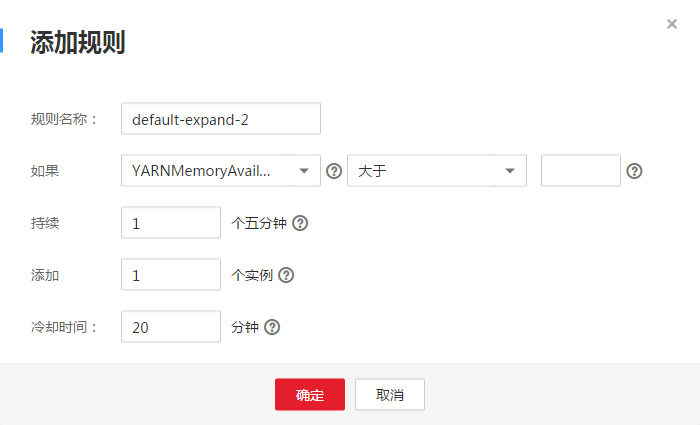 添加规则
规则名称： default-expand-2
如果 YARNMemoryAvail... 大于
持续 1 个五分钟
添加 1 个实例
冷却时间： 20 分钟
确定 取消